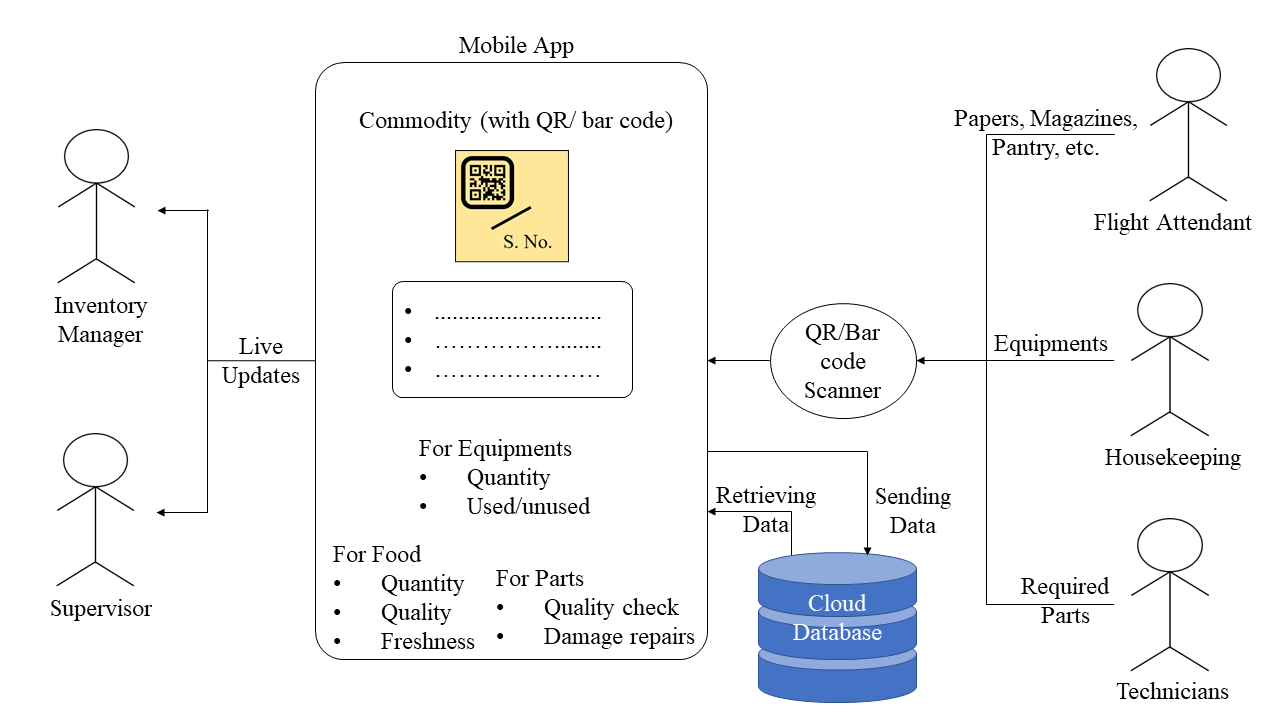 Mobile App
Commodity (with QR/ bar code)
S. No.
• ............................
• ……………........
• …………………
For Equipments
• Quantity
• Used/unused
For Food
• Quantity
• Quality
• Freshness
For Parts
• Quality check
• Damage repairs
Inventory
Manager
Supervisor
Live
Updates
QR/Bar
code
Scanner
Retrieving
Data
Sending
Data
Cloud
Database
Papers, Magazines,
Pantry, etc.
Flight Attendant
Equipments
Housekeeping
Required
Parts
Technicians